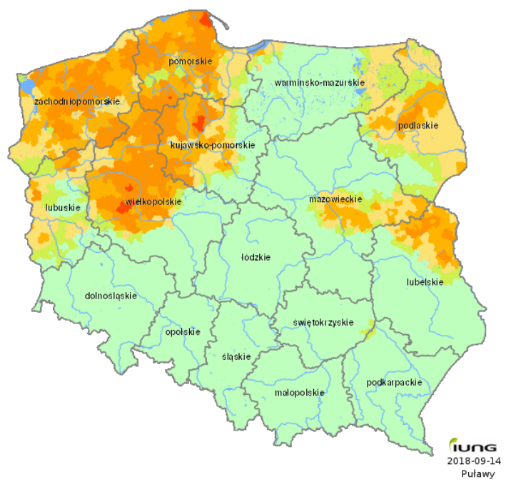 pomorskie
warmińsko-mazurskie
zachodniopomorskie
podlaskie
kujawsko-pomorskie
wielkopolskie
mazowieckie
lubuskie
łódzkie
lubelskie
dolnośląskie
świętokrzyskie
opolskie
śląskie
podkarpackie
małopolskie
IUNG
2018-09-14
Puławy